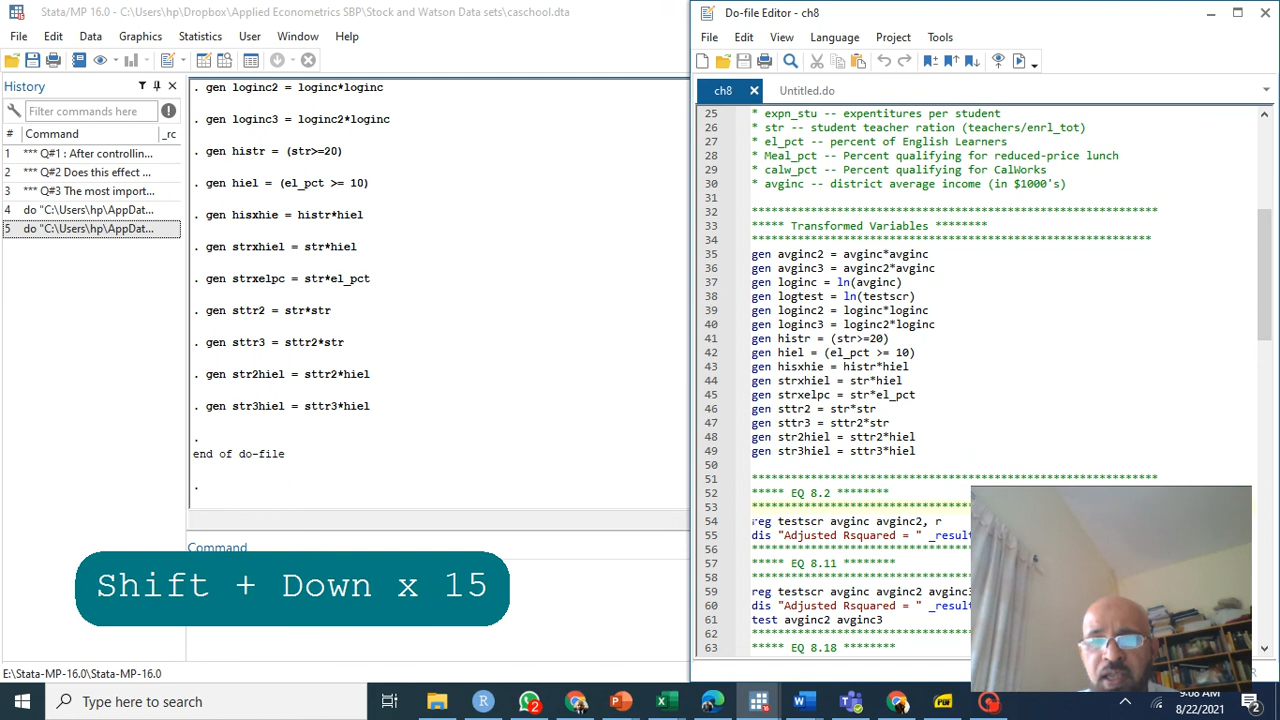 Stata/MP 16.0 - C:\Users\hp\Dropbox\Applied Econometrics SBP\Stock and Watson Data sets\caschool.dta
File Edit Data Graphics Statistics User Window Help
History
Filter commands here
# Command _rc
1 *** Q#1 : After controllin...
2 *** Q#2 Does this effect ...
3 *** Q#3 The most import...
4 do "C:\Users\hp\AppDat...
5 do "C:\Users\hp\AppDat...
. gen loginc2 = loginc*loginc
. gen loginc3 = loginc2*loginc
. gen histr = (str>=20)
. gen hiel = (el_pct >= 10)
. gen hisxhie = histr*hiel
. gen strxhiel = str*hiel
. gen strxelpc = str*el_pct
. gen sttr2 = str*str
. gen sttr3 = sttr2*str
. gen str2hiel = sttr2*hiel
. gen str3hiel = sttr3*hiel
.
end of do-file
.
Command
Shift + Down x 15
E:\Stata-MP-16.0\Stata-MP-16.0
Do-file Editor - ch8
File Edit View Language Project Tools
ch8 Untitled.do
25 * expn_stu -- expentitures per student
26 * str -- student teacher ration (teachers/enrl_tot)
27 * el_pct -- percent of English Learners
28 * Meal_pct -- Percent qualifying for reduced-price lunch
29 * calw_pct -- Percent qualifying for CalWorks
30 * avginc -- district average income (in $1000's)
31
32 ***************************************************************
33 ***** Transformed Variables ********
34 **************************************************************
35 gen avginc2 = avginc*avginc
36 gen avginc3 = avginc2*avginc
37 gen loginc = ln(avginc)
38 gen logtest = ln(testscr)
39 gen loginc2 = loginc*loginc
40 gen loginc3 = loginc2*loginc
41 gen histr = (str>=20)
42 gen hiel = (el_pct >= 10)
43 gen hisxhie = histr*hiel
44 gen strxhiel = str*hiel
45 gen strxelpc = str*el_pct
46 gen sttr2 = str*str
47 gen sttr3 = sttr2*str
48 gen str2hiel = sttr2*hiel
49 gen str3hiel = sttr3*hiel
50
51 ***************************************************************
52 ***** EQ 8.2 ********
53 **********************************
54 reg testscr avginc avginc2, r
55 dis "Adjusted Rsquared = " _result
56 **********************************
57 ***** EQ 8.11 ********
58 **********************************
59 reg testscr avginc avginc2 avginc3
60 dis "Adjusted Rsquared = " _result
61 test avginc2 avginc3
62 **********************************
63 ***** EQ 8.18 ********
Type here to search
9:08 AM
8/22/2021
2